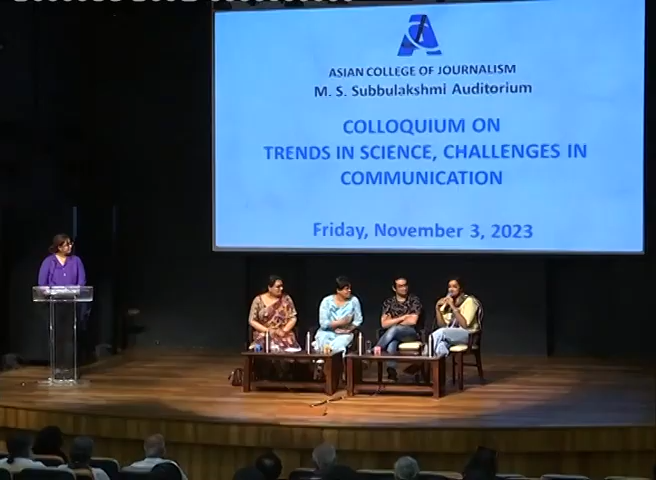 ASIAN COLLEGE OF JOURNALISM
M. S. Subbulakshmi Auditorium
COLLOQUIUM ON
TRENDS IN SCIENCE, CHALLENGES IN
COMMUNICATION
Friday, November 3, 2023